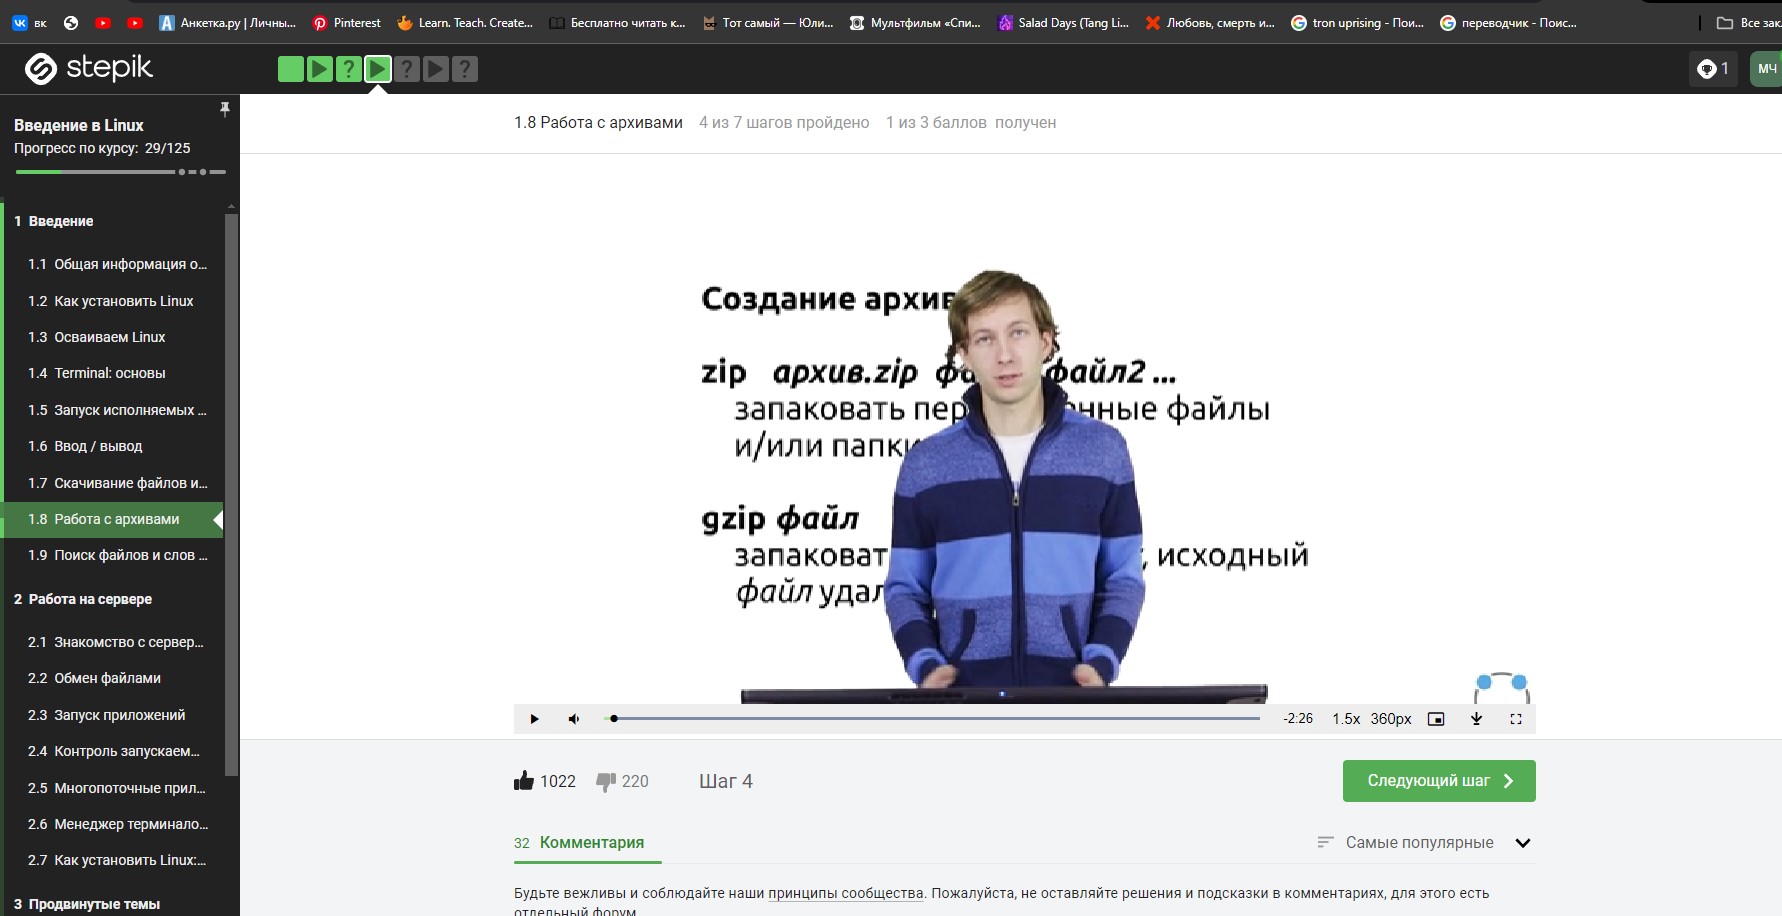 вк
Анкетка.ру | Личны...
Pinterest
Learn. Teach. Create...
Бесплатно читать к...
Тот самый — Юли...
Мультфильм «Спи...
Salad Days (Tang Li...
Любовь, смерть и...
tron uprising - Пои...
переводчик - Поис...
Все зак
stepik
? ? ?
1
МЧ
Введение в Linux
Прогресс по курсу: 29/125
1 Введение
1.1 Общая информация о...
1.2 Как установить Linux
1.3 Осваиваем Linux
1.4 Terminal: основы
1.5 Запуск исполняемых ...
1.6 Ввод / вывод
1.7 Скачивание файлов и...
1.8 Работа с архивами
1.9 Поиск файлов и слов ...
2 Работа на сервере
2.1 Знакомство с сервер...
2.2 Обмен файлами
2.3 Запуск приложений
2.4 Контроль запускаем...
2.5 Многопоточные прил...
2.6 Менеджер терминало...
2.7 Как установить Linux:...
3 Продвинутые темы
1.8 Работа с архивами 4 из 7 шагов пройдено 1 из 3 баллов получен
Создание архив
zip архив.zip фа файл2 ...
запаковать пер нные файлы
и/или папки
gzip файл
запаковат , исходный
файл удал
-2:26 1.5x 360px
1022 220 Шаг 4
Следующий шаг
32 Комментария
Самые популярные
Будьте вежливы и соблюдайте наши принципы сообщества. Пожалуйста, не оставляйте решения и подсказки в комментариях, для этого есть
отдельный форум.